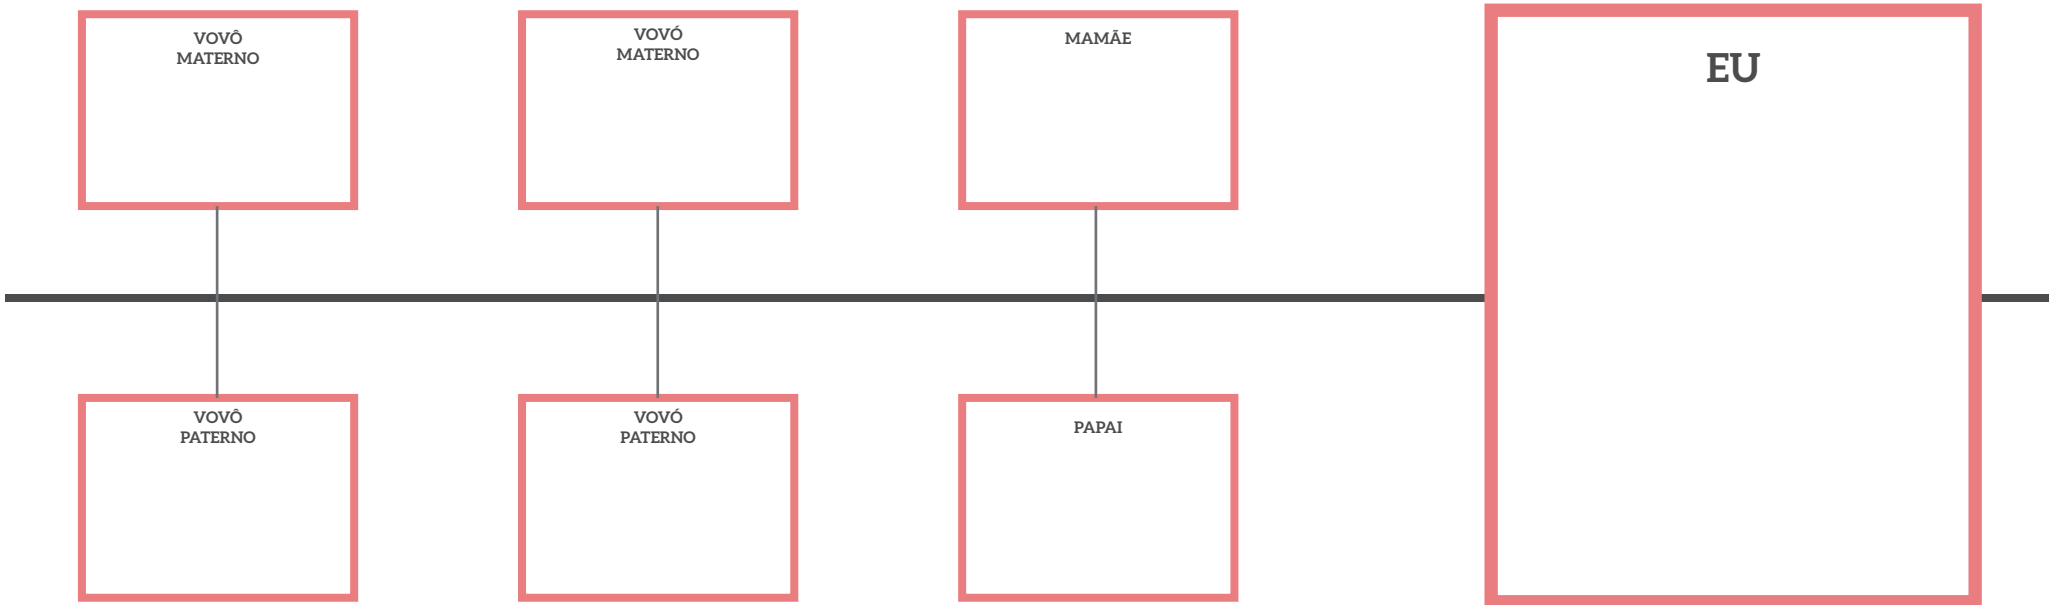 VOVÔ
MATERNO
VOVÓ
MATERNO
MAMÃE
EU
VOVÔ
PATERNO
VOVÓ
PATERNO
PAPAI